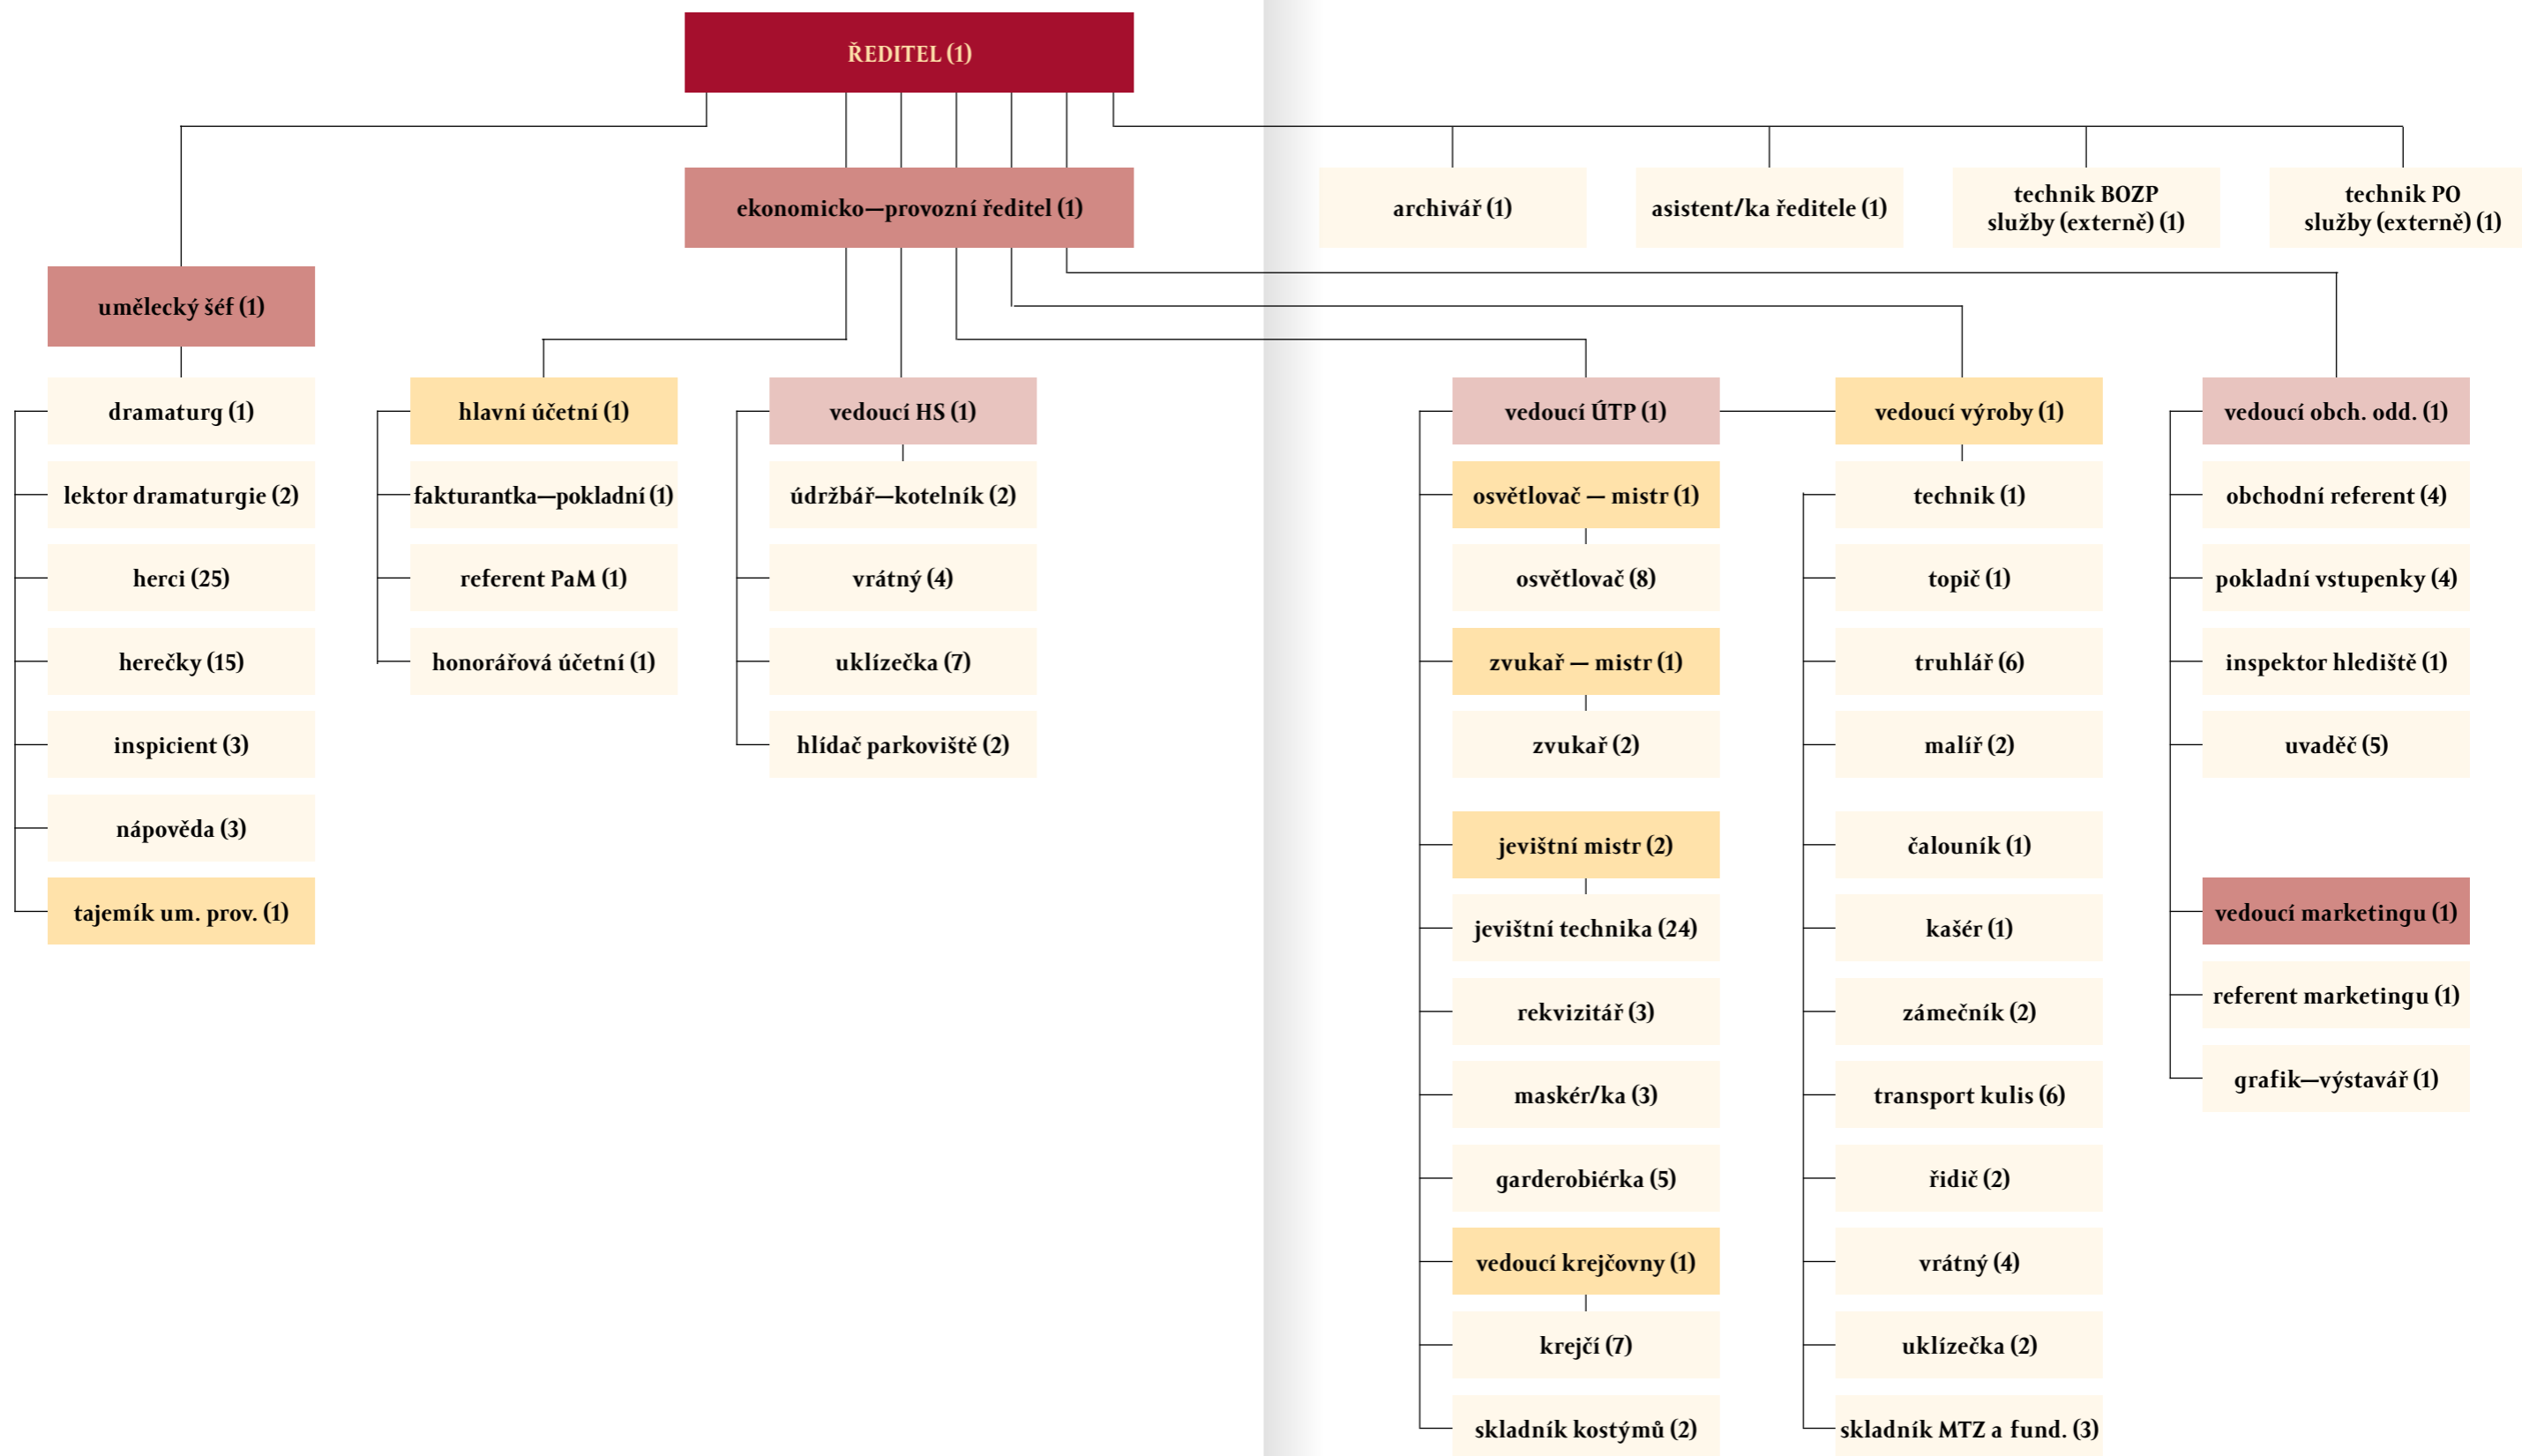 ŘEDITEL (1)
ekonomicko—provozní ředitel (1)
archivář (1)
asistent/ka ředitele (1)
technik BOZP
služby (externě) (1)
technik PO
služby (externě) (1)
umělecký šéf (1)
dramaturg (1)
lektor dramaturgie (2)
herci (25)
herečky (15)
inspicient (3)
nápověda (3)
tajemík um. prov. (1)
hlavní účetní (1)
fakturantka—pokladní (1)
referent PaM (1)
honorářová účetní (1)
vedoucí HS (1)
údržbář—kotelník (2)
vrátný (4)
uklízečka (7)
hlídač parkoviště (2)
vedoucí ÚTP (1)
osvětlovač — mistr (1)
osvětlovač (8)
zvukař — mistr (1)
zvukař (2)
jevištní mistr (2)
jevištní technika (24)
rekvizitář (3)
maskér/ka (3)
garderobiérka (5)
vedoucí krejčovny (1)
krejčí (7)
skladník kostýmů (2)
vedoucí výroby (1)
technik (1)
topič (1)
truhlář (6)
malíř (2)
čalouník (1)
kašér (1)
zámečník (2)
transport kulis (6)
řidič (2)
vrátný (4)
uklízečka (2)
skladník MTZ a fund. (3)
vedoucí obch. odd. (1)
obchodní referent (4)
pokladní vstupenky (4)
inspektor hlediště (1)
uvaděč (5)
vedoucí marketingu (1)
referent marketingu (1)
grafik—výstavář (1)